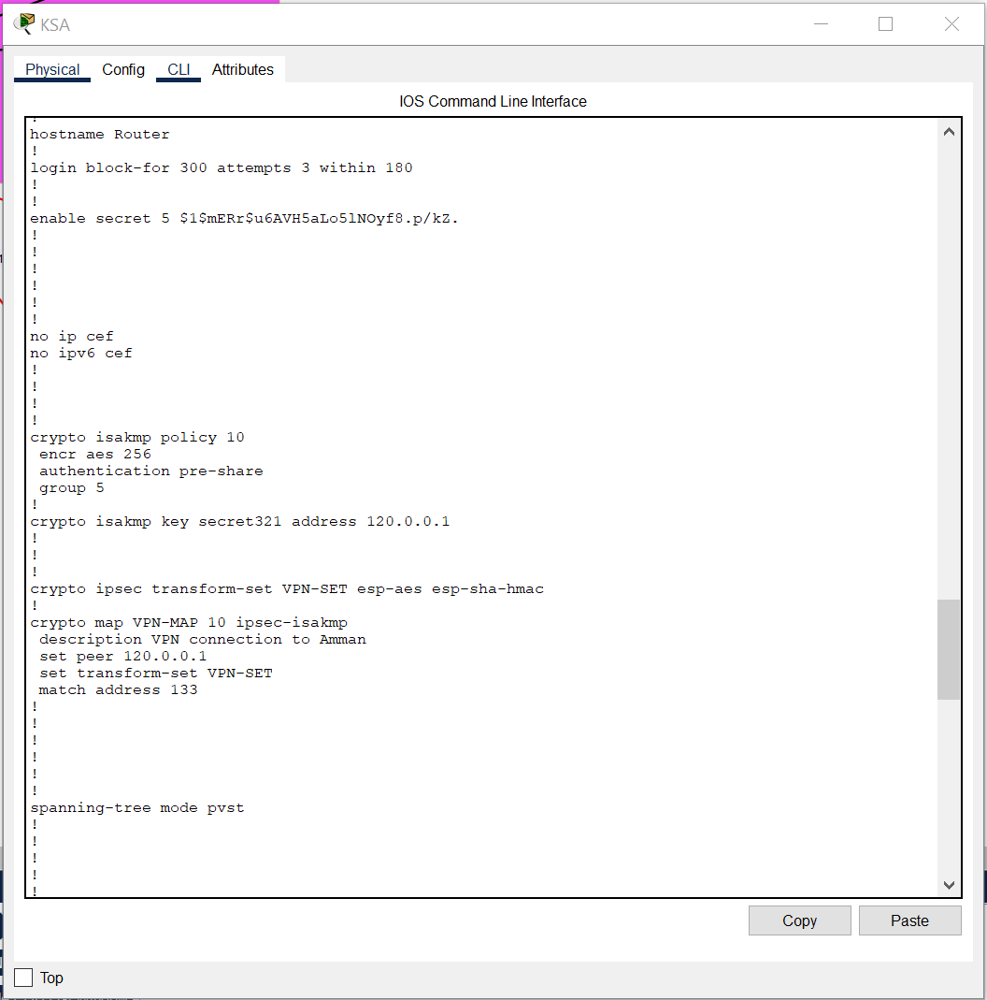 KSA
Physical Config CLI Attributes
IOS Command Line Interface
!
hostname Router
!
login block-for 300 attempts 3 within 180
!
!
enable secret 5 $1$mERr$u6AVH5aLo5lNOyf8.p/kZ.
!
!
!
!
!
!
no ip cef
no ipv6 cef
!
!
!
!
crypto isakmp policy 10
encr aes 256
authentication pre-share
group 5
!
crypto isakmp key secret321 address 120.0.0.1
!
!
!
crypto ipsec transform-set VPN-SET esp-aes esp-sha-hmac
!
crypto map VPN-MAP 10 ipsec-isakmp
description VPN connection to Amman
set peer 120.0.0.1
set transform-set VPN-SET
match address 133
!
!
!
!
!
!
spanning-tree mode pvst
!
!
!
!
!
Copy Paste
Top